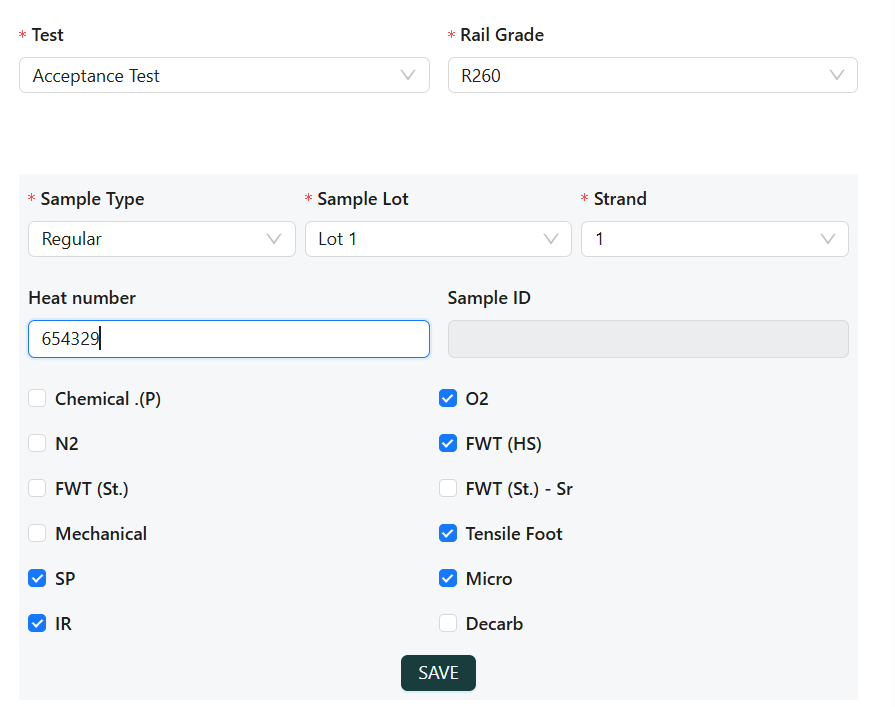 * Test * Rail Grade
Acceptance Test R260
* Sample Type * Sample Lot * Strand
Regular Lot 1 1
Heat number Sample ID
654329
Chemical .(P) O2
N2 FWT (HS)
FWT (St.) FWT (St.) - Sr
Mechanical Tensile Foot
SP Micro
IR Decarb
SAVE